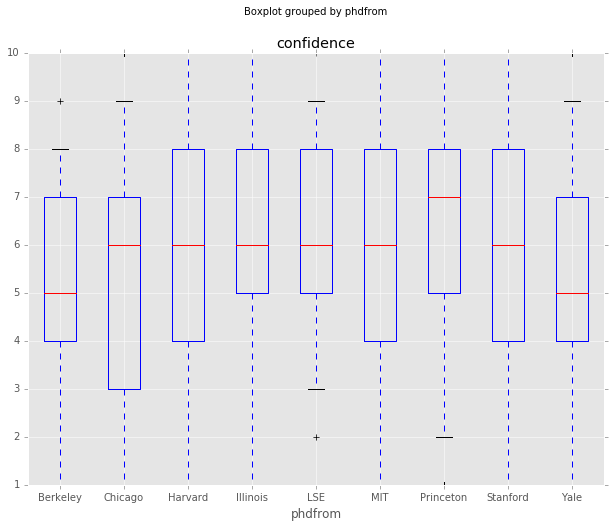 Boxplot grouped by phdfrom
confidence
10
9
8
7
6
5
4
3
2
1
Berkeley Chicago Harvard Illinois LSE MIT Princeton Stanford Yale
phdfrom